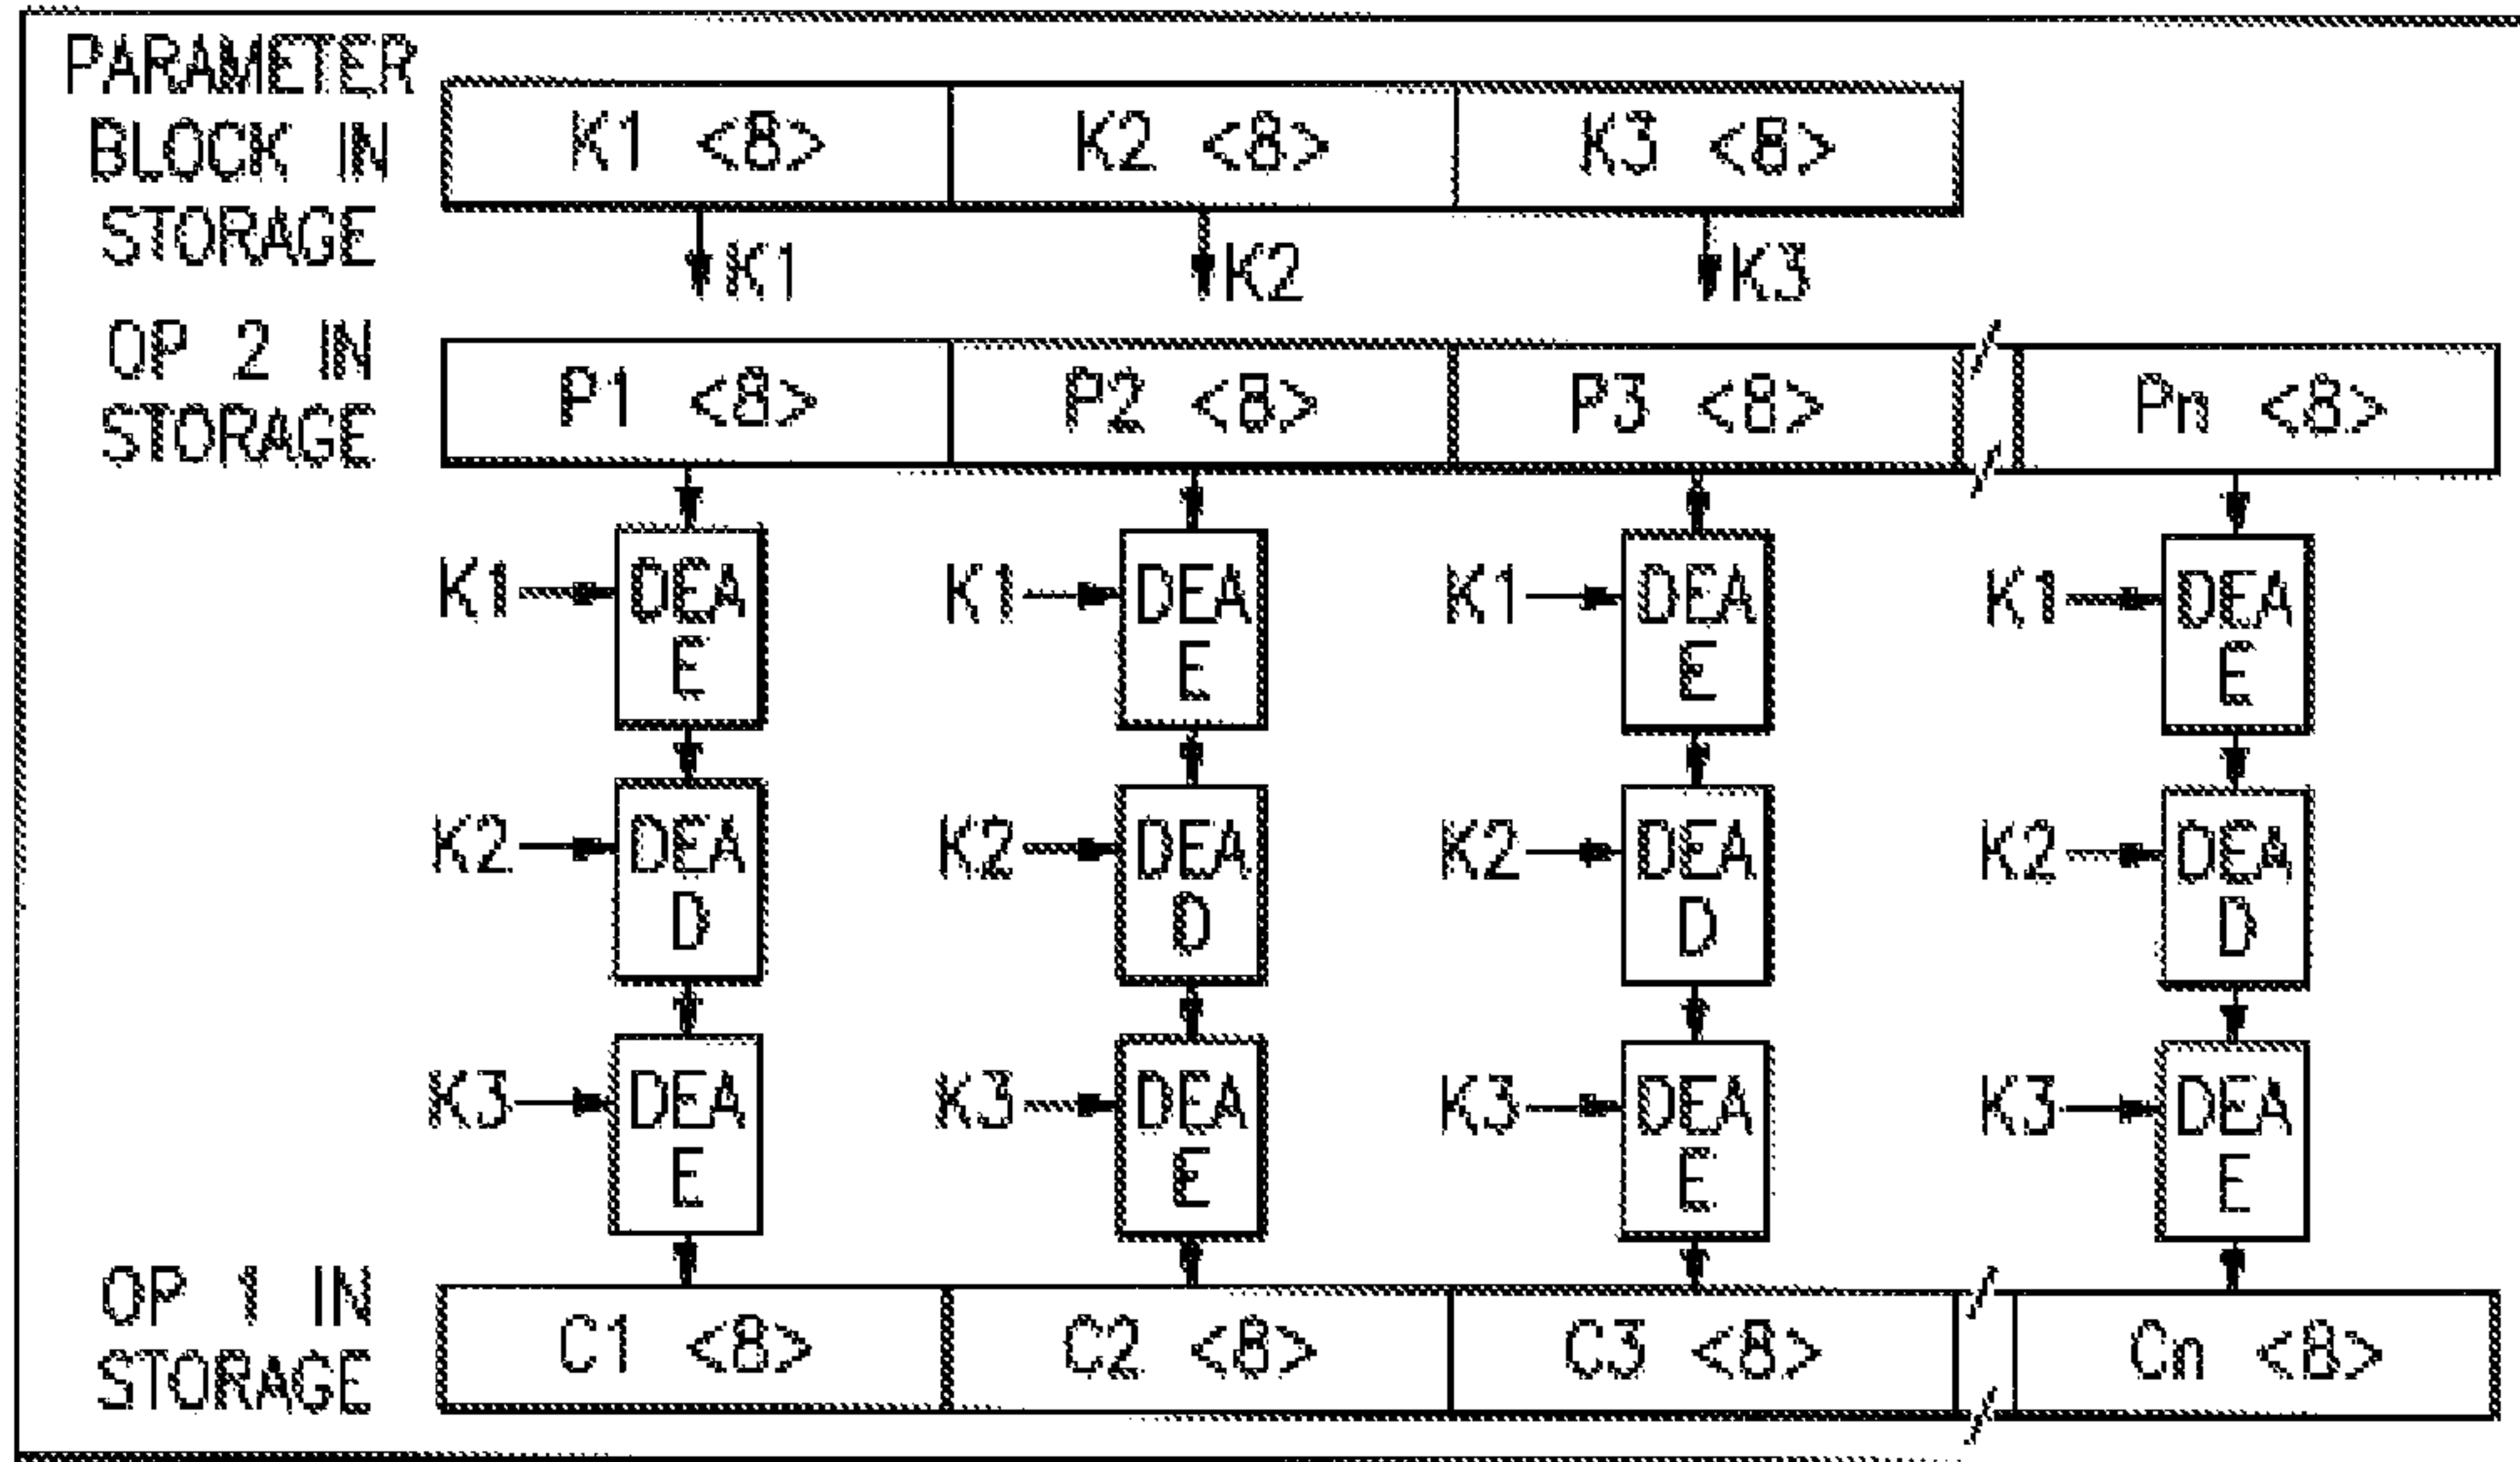 PARAMETER
BLOCK IN
STORAGE
K1 <8>
K2 <8>
K3 <8>
K1
K2
K3
OP 2 IN
STORAGE
P1 <8>
P2 <8>
P3 <8>
Pn <8>
K1
DEA
E
K1
DEA
E
K1
DEA
E
K1
DEA
E
K2
DEA
D
K2
DEA
D
K2
DEA
D
K2
DEA
D
K3
DEA
E
K3
DEA
E
K3
DEA
E
K3
DEA
E
OP 1 IN
STORAGE
C1 <8>
C2 <8>
C3 <8>
Cn <8>